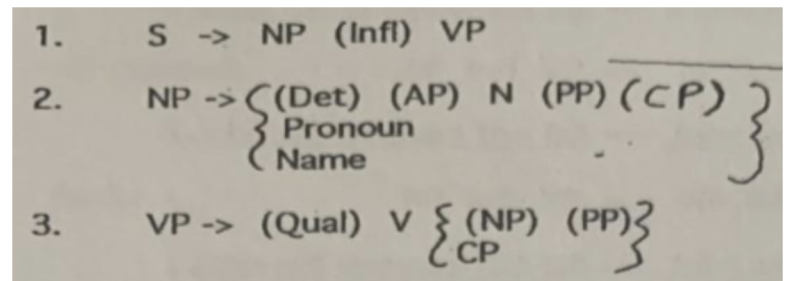 1. S -> NP (Infl) VP
2. NP -> { (Det) (AP) N (PP) (CP) }
Pronoun
Name
3. VP -> (Qual) V { (NP) (PP) }
CP